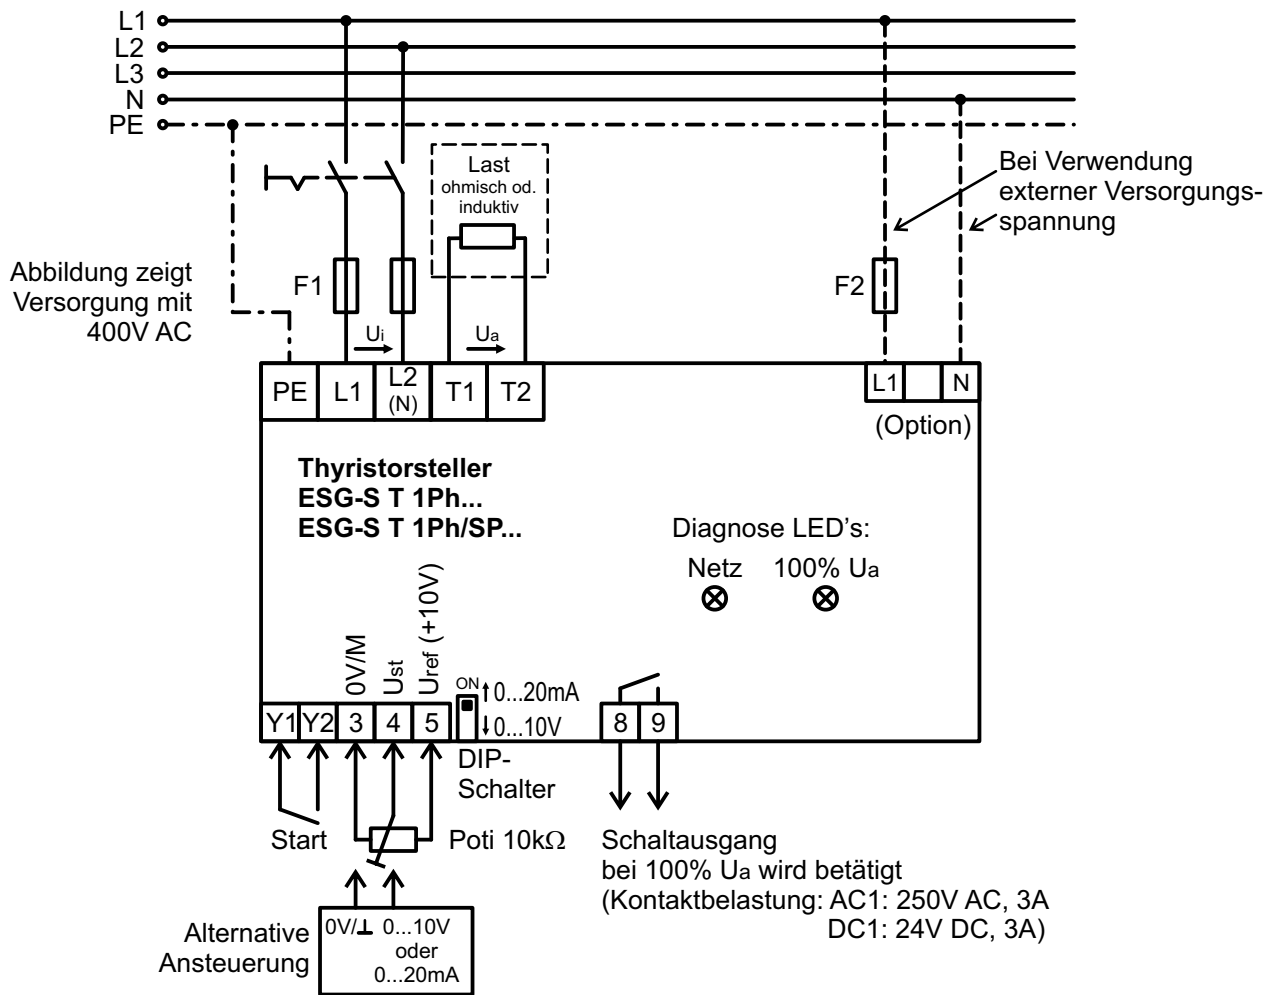 L1
L2
L3
N
PE
Last
ohmisch od.
induktiv
Bei Verwendung
externer Versorgungs-
spannung
Abbildung zeigt
Versorgung mit
400V AC
F1
F2
Ui
Ua
PE
L1
L2
(N)
T1
T2
L1
N
(Option)
Thyristorsteller
ESG-S T 1Ph...
ESG-S T 1Ph/SP...
Diagnose LED's:
Netz
100% Ua
0V/M
Ust
Uref (+10V)
ON
0...20mA
0...10V
Y1
Y2
3
4
5
8
9
DIP-
Schalter
Start
Poti 10kΩ
Schaltausgang
bei 100% Ua wird betätigt
(Kontaktbelastung: AC1: 250V AC, 3A
DC1: 24V DC, 3A)
Alternative
Ansteuerung
0V/⊥
0...10V
oder
0...20mA